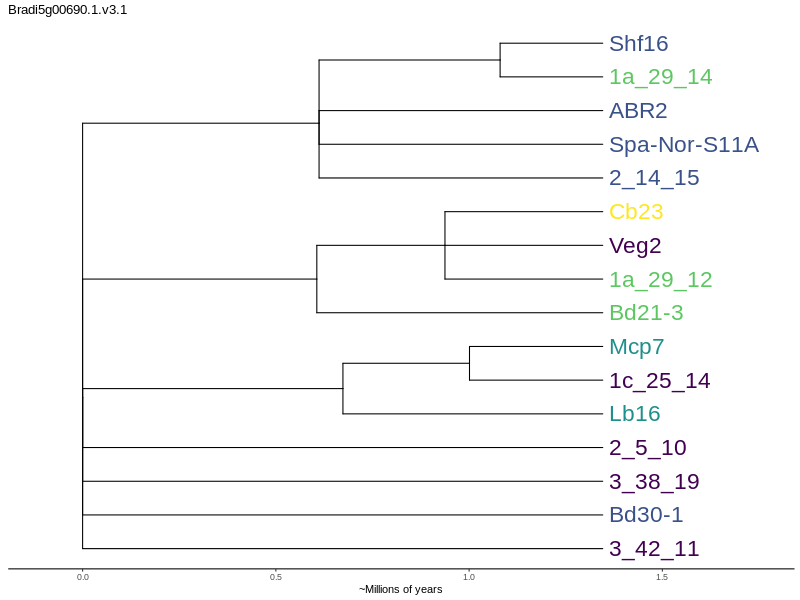 Bradi5g00690.1.v3.1
Shf16
1a_29_14
ABR2
Spa-Nor-S11A
2_14_15
Cb23
Veg2
1a_29_12
Bd21-3
Mcp7
1c_25_14
Lb16
2_5_10
3_38_19
Bd30-1
3_42_11
0.0 0.5 1.0 1.5
~Millions of years